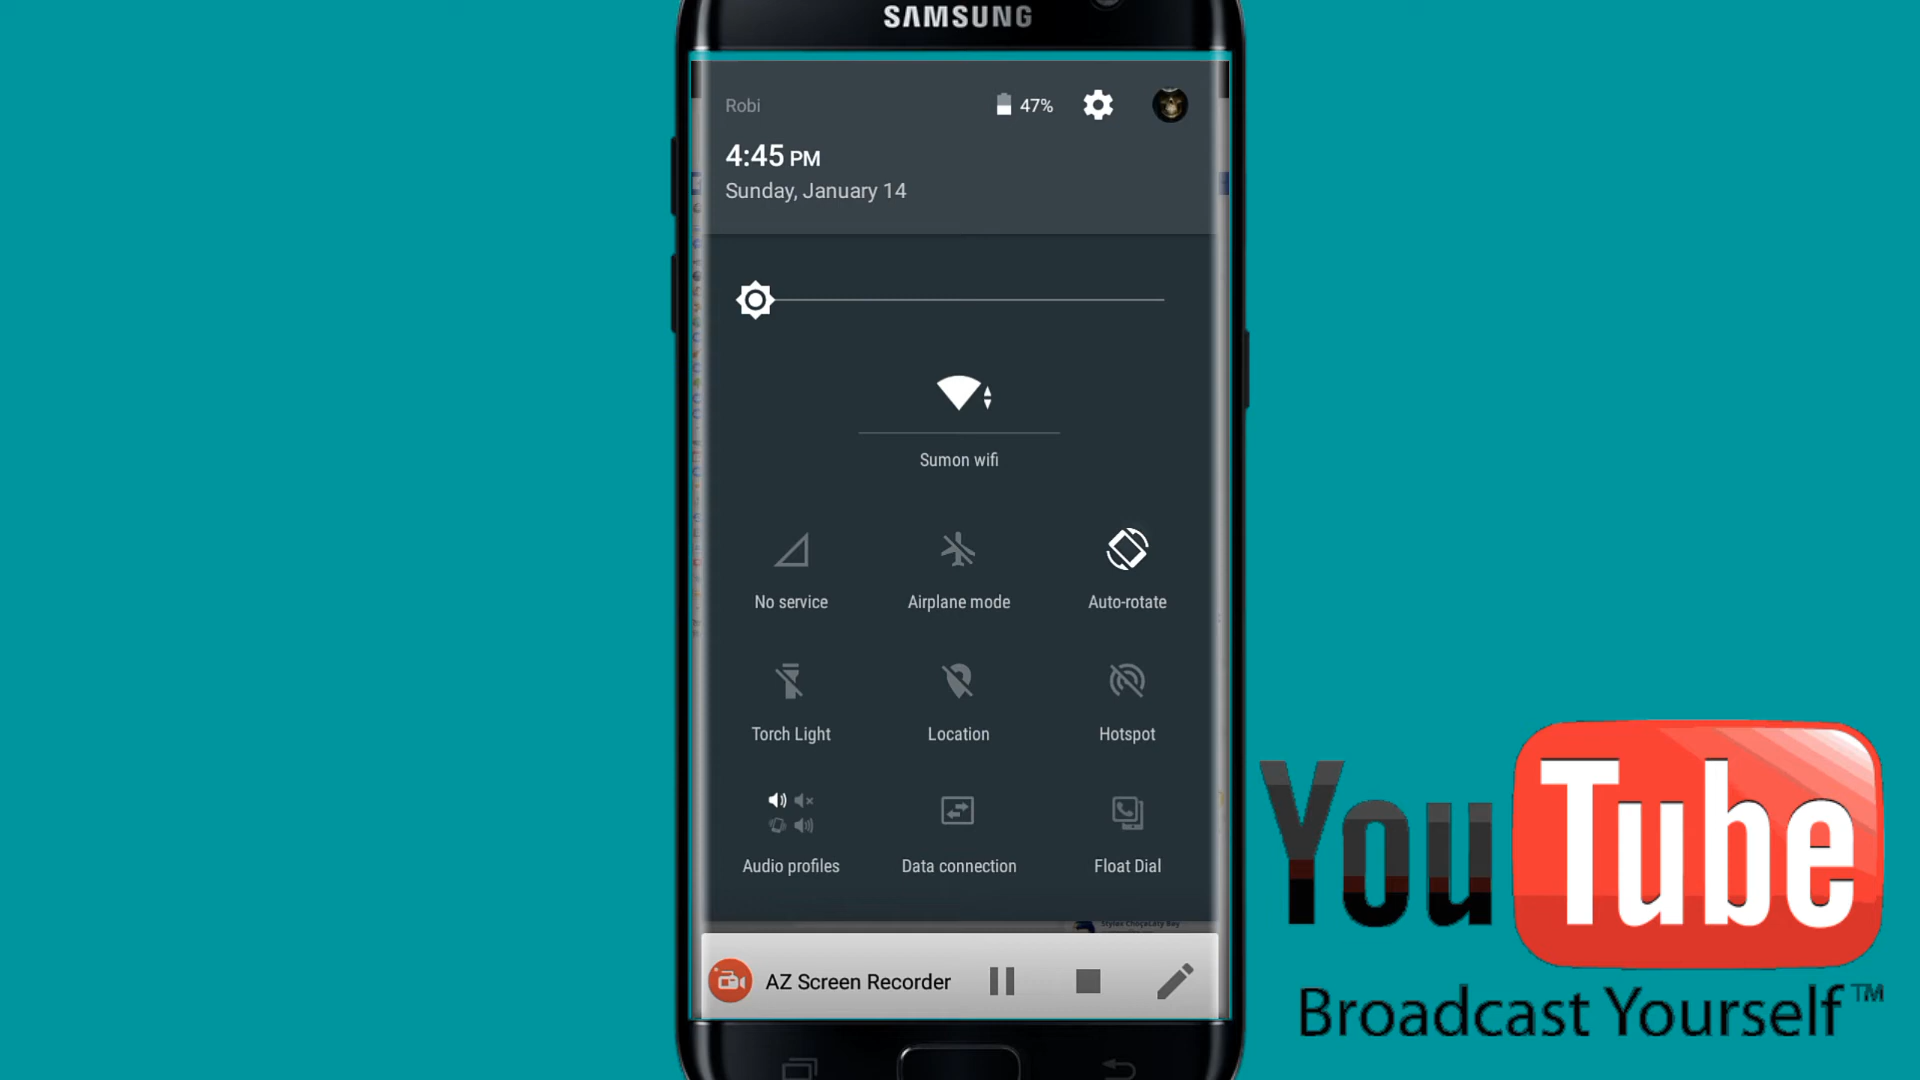 SAMSUNG
Robi
47%
4:45 PM
Sunday, January 14
Sumon wifi
No service
Airplane mode
Auto-rotate
Torch Light
Location
Hotspot
Audio profiles
Data connection
Float Dial
AZ Screen Recorder
YouTube
Broadcast Yourself™